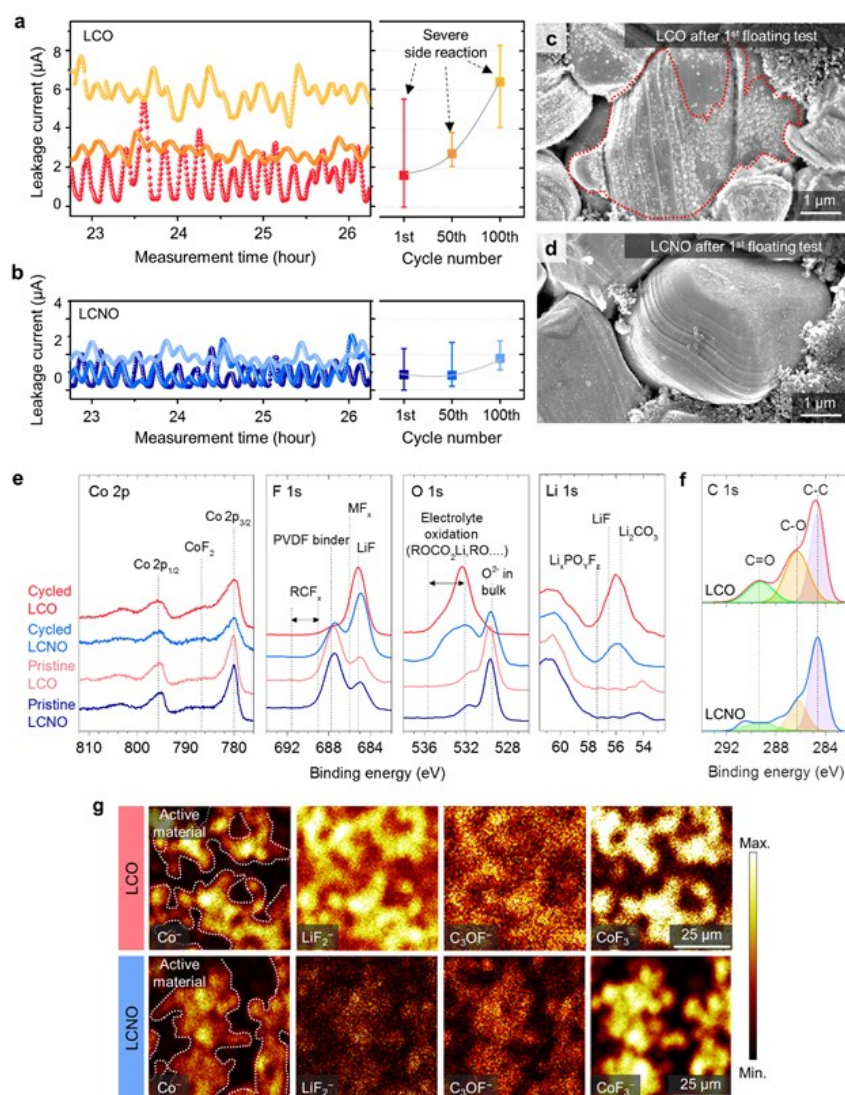 a
LCO
Severe
side reaction
Leakage current (μA)
8
6
4
2
0
23 24 25 26
1st 50th 100th
Measurement time (hour)
Cycle number
c
LCO after 1st floating test
1 μm
b
LCNO
Leakage current (μA)
4
2
0
23 24 25 26
1st 50th 100th
Measurement time (hour)
Cycle number
d
LCNO after 1st floating test
1 μm
e
Co 2p
Co 2p3/2
CoF2
Co 2p1/2
Cycled
LCO
Cycled
LCNO
Pristine
LCO
Pristine
LCNO
812 800 790 780
F 1s
MFx
PVDF binder
LiF
RCFx
692 688 684
O 1s
Electrolyte
oxidation
(ROCO2Li,RO....)
O2- in
bulk
536 532 528
Li 1s
LiF
Li2CO3
LixPOYFz
60 58 56 54
Binding energy (eV)
f
C 1s
C-C
C-O
C=O
LCO
LCNO
292 288 284
Binding energy (eV)
g
LCO
Active
material
Co−
LiF2−
C3OF−
CoF3−
25 μm
LCNO
Active
material
Co−
LiF2−
C3OF−
CoF3−
25 μm
Max.
Min.